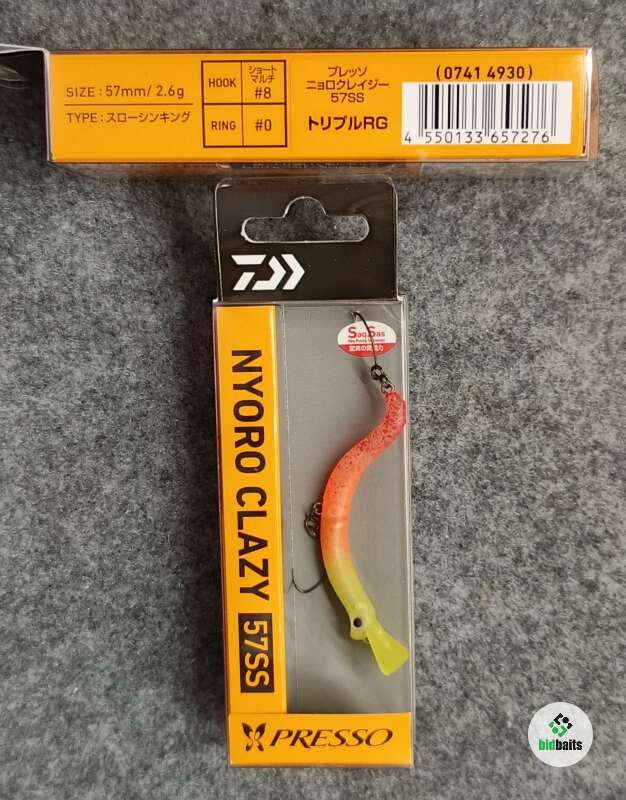 SIZE : 57mm/ 2.6g
TYPE : スローシンキング
HOOK
ショート
マルチ
#8
RING
#0
プレッソ
ニョロクレイジー
57SS
トリプルRG
(0741 4930)
4 550133 657276
SaqSas
NYORO CLAZY 57SS
PRESSO
bidbaits